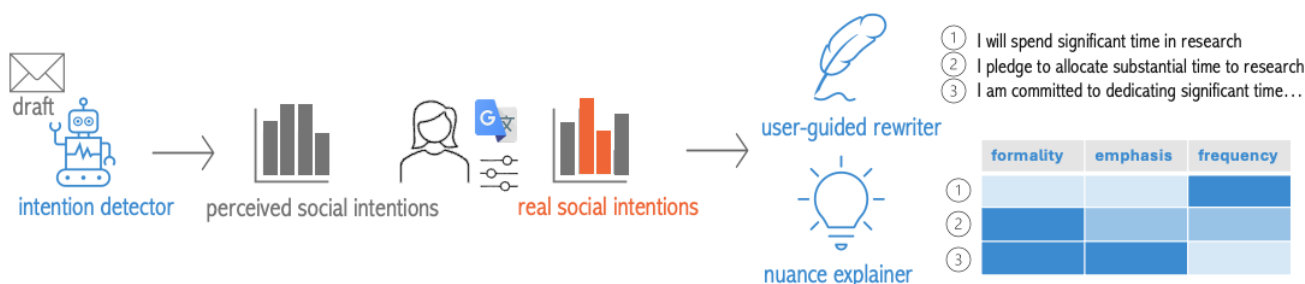 draft
intention detector
perceived social intentions
G 文
real social intentions
user-guided rewriter
nuance explainer
1 I will spend significant time in research
2 I pledge to allocate substantial time to research
3 I am committed to dedicating significant time...
formality emphasis frequency
1
2
3